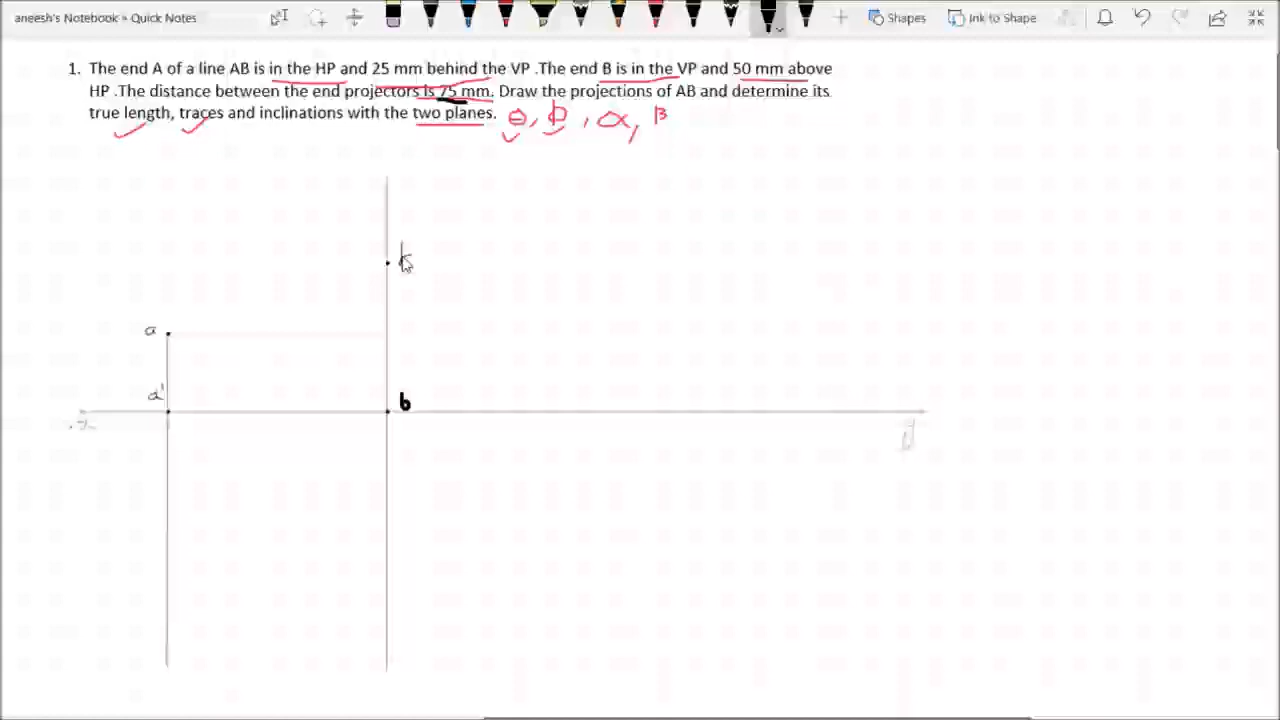 aneesh's Notebook » Quick Notes
Shapes
Ink to Shape
1. The end A of a line AB is in the HP and 25 mm behind the VP .The end B is in the VP and 50 mm above
HP .The distance between the end projectors is 75 mm. Draw the projections of AB and determine its
true length, traces and inclinations with the two planes. θ, Φ, α, β
a
a'
b
x
y